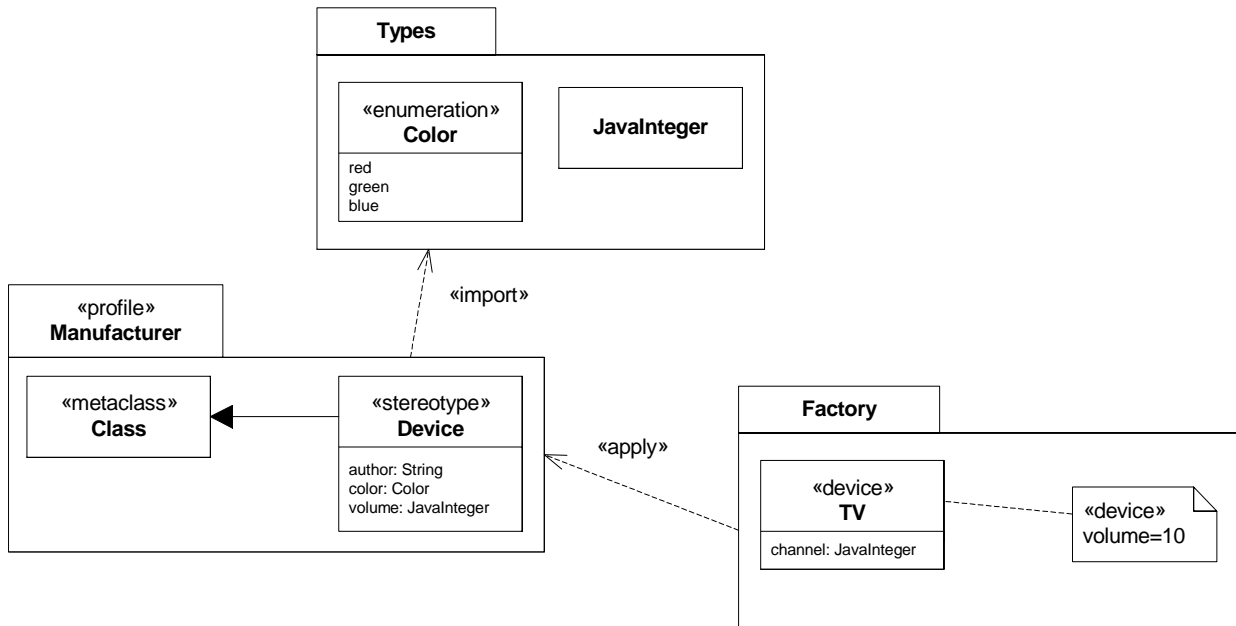 Types
«enumeration»
Color
red
green
blue
JavaInteger
«import»
«profile»
Manufacturer
«metaclass»
Class
«stereotype»
Device
author: String
color: Color
volume: JavaInteger
«apply»
Factory
«device»
TV
channel: JavaInteger
«device»
volume=10